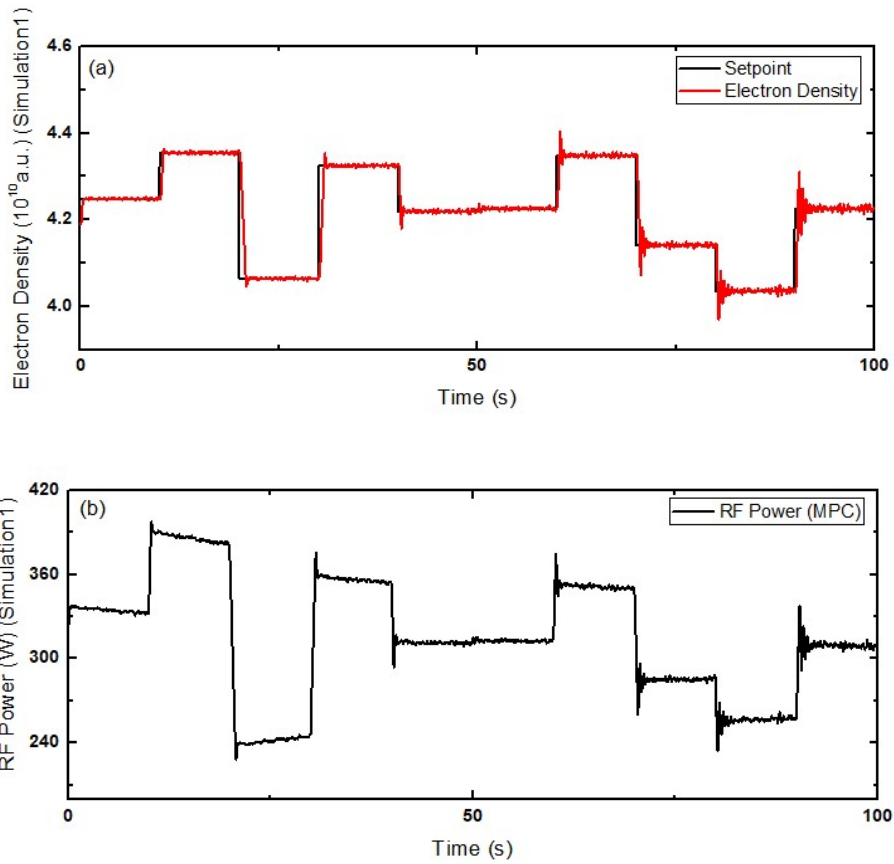 4.6
4.4
4.2
4.0
Electron Density (10¹⁰a.u.) (Simulation1)
(a)
Setpoint
Electron Density
0
50
100
Time (s)
420
360
300
240
RF Power (W) (Simulation1)
(b)
RF Power (MPC)
0
50
100
Time (s)